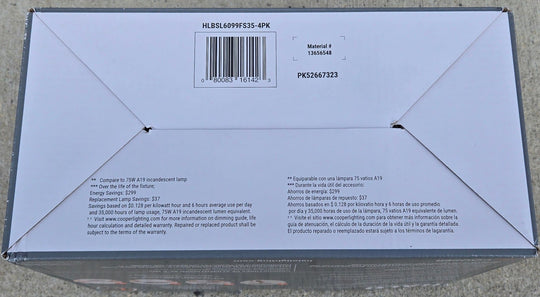 HLBSL6099FS35-4PK
0 80083 16142 3
Material #
13656548
PK52667323
** Compare to 75W A19 incandescent lamp
*** Over the life of the fixture;
Energy Savings: $299
Replacement Lamp Savings: $37
Savings based on $0.128 per kilowatt hour and 6 hours average use per day
and 35,000 hours of lamp usage, 75W A19 incandescent lumens equivalent.
Visit www.cooperlighting.com for more information on dimming guide, life
hour calculation and detailed warranty. Repaired or replaced product shall be
subject to the terms of the warranty.
** Equiparable con una lámpara 75 vatios A19
*** Durante la vida útil del accesorio:
Ahorros de energía: $299
Ahorros de lámparas de repuesto: $37
Ahorros basados en $ 0.128 por kilovatio hora y 6 horas de uso promedio
por día y 35,000 horas de uso de la lámpara, 75 vatios A19 equivalente de lumen.
Visite el sitio www.cooperlighting.com para más información sobre la
guía de atenuación, el cálculo de la duración de la vida útil y la garantía detallada.
El producto reparado o reemplazado estará sujeto a los términos de la garantía.